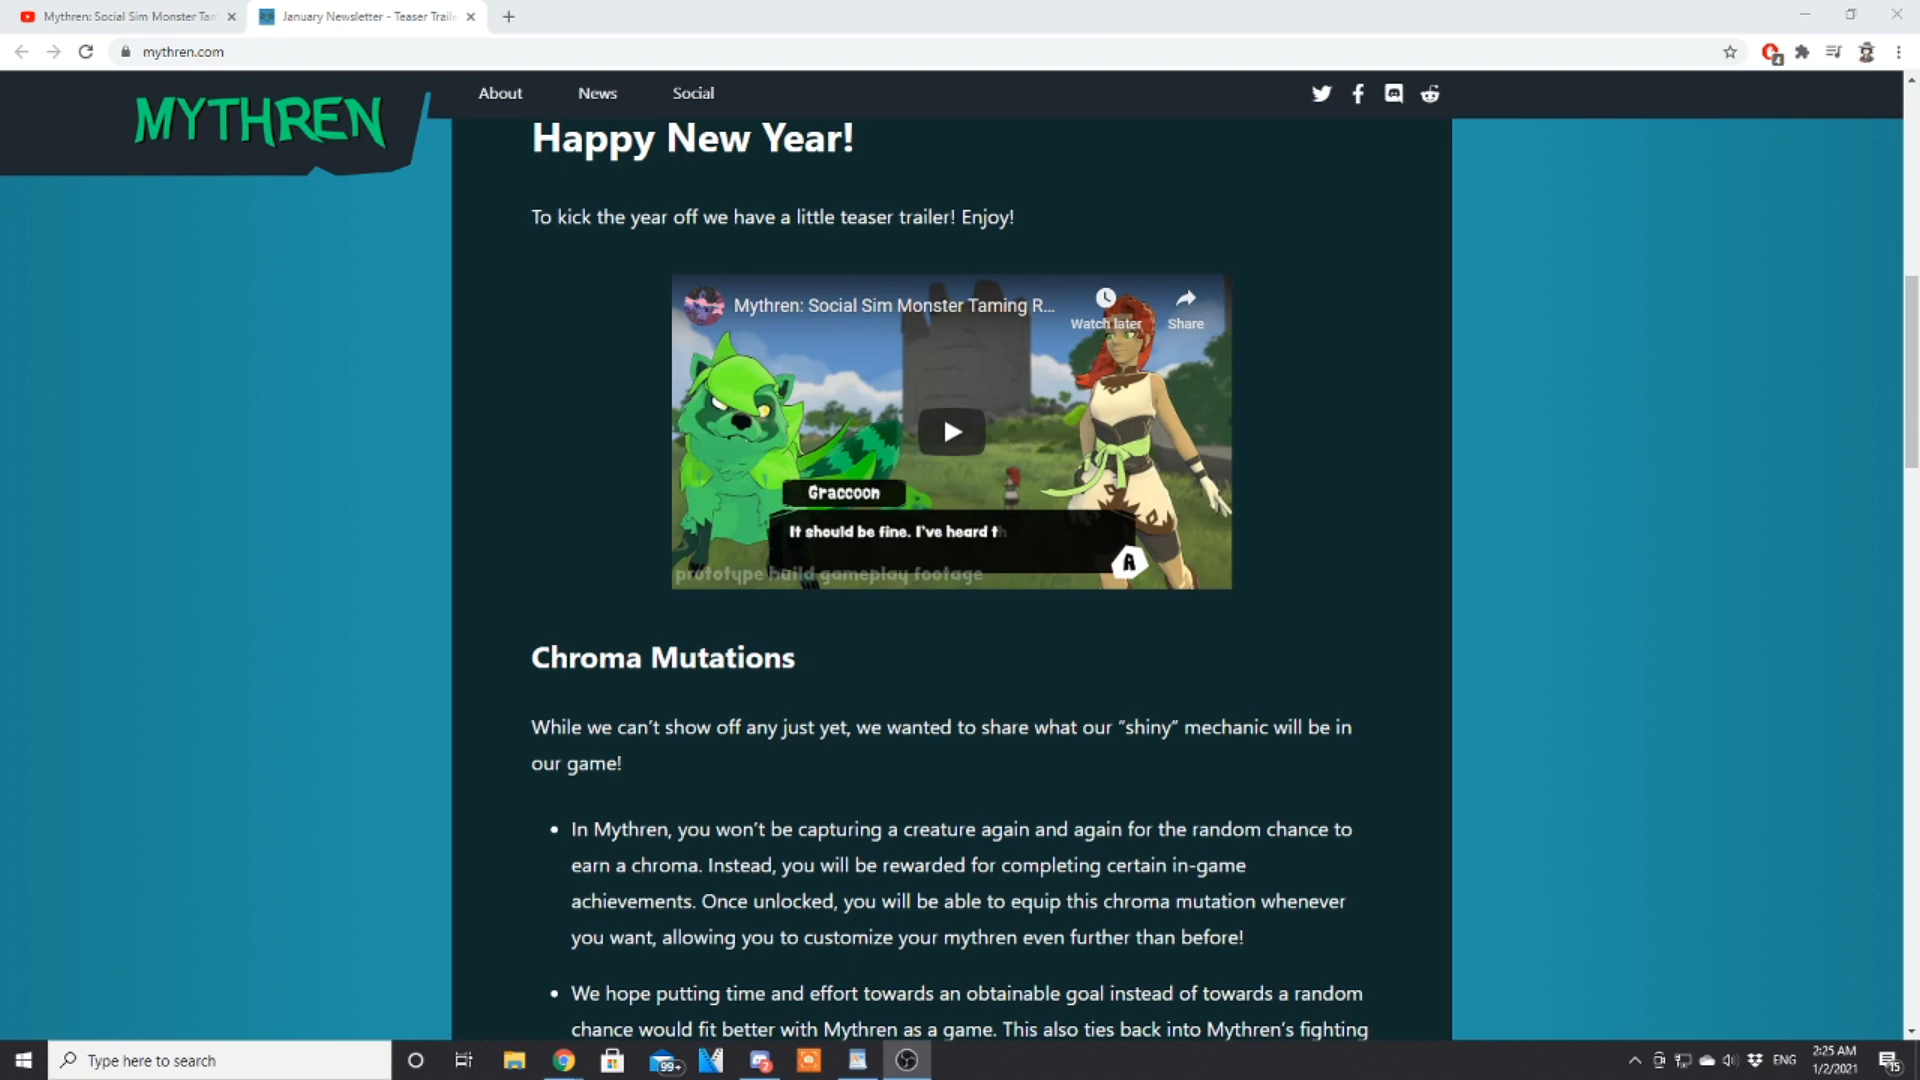 Mythren: Social Sim Monster Tam
January Newsletter - Teaser Traile
mythren.com
4
MYTHREN
About
News
Social
Happy New Year!
To kick the year off we have a little teaser trailer! Enjoy!
Mythren: Social Sim Monster Taming R...
Watch later
Share
Graccoon
It should be fine. I've heard th
A
prototype build gameplay footage
Chroma Mutations
While we can't show off any just yet, we wanted to share what our "shiny" mechanic will be in
our game!
• In Mythren, you won't be capturing a creature again and again for the random chance to
earn a chroma. Instead, you will be rewarded for completing certain in-game
achievements. Once unlocked, you will be able to equip this chroma mutation whenever
you want, allowing you to customize your mythren even further than before!
• We hope putting time and effort towards an obtainable goal instead of towards a random
chance would fit better with Mythren as a game. This also ties back into Mythren's fighting
Type here to search
99+
2
ENG
2:25 AM
1/2/2021
15